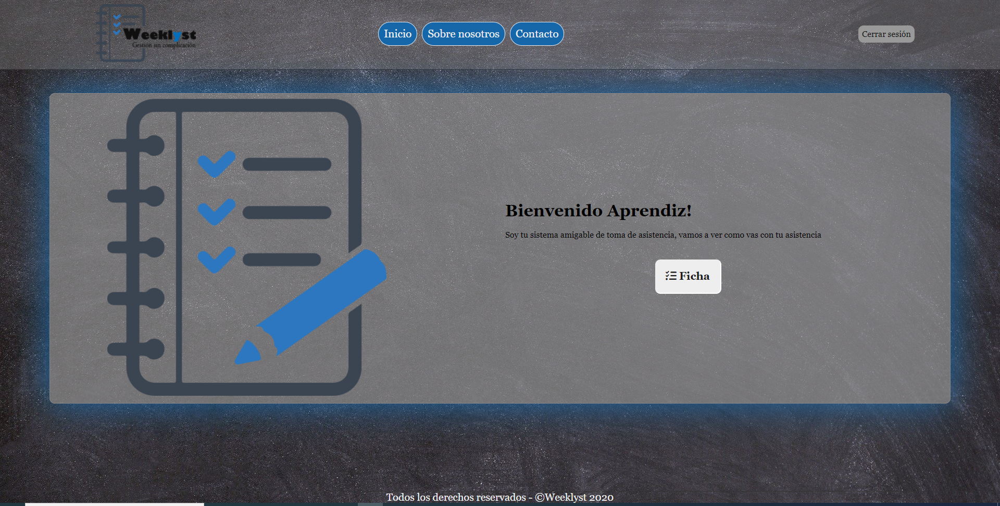 Weeklyst
Gestión sin complicación
Inicio
Sobre nosotros
Contacto
Cerrar sesión
Bienvenido Aprendiz!
Soy tu sistema amigable de toma de asistencia, vamos a ver como vas con tu asistencia
Ficha
Todos los derechos reservados - ©Weeklyst 2020